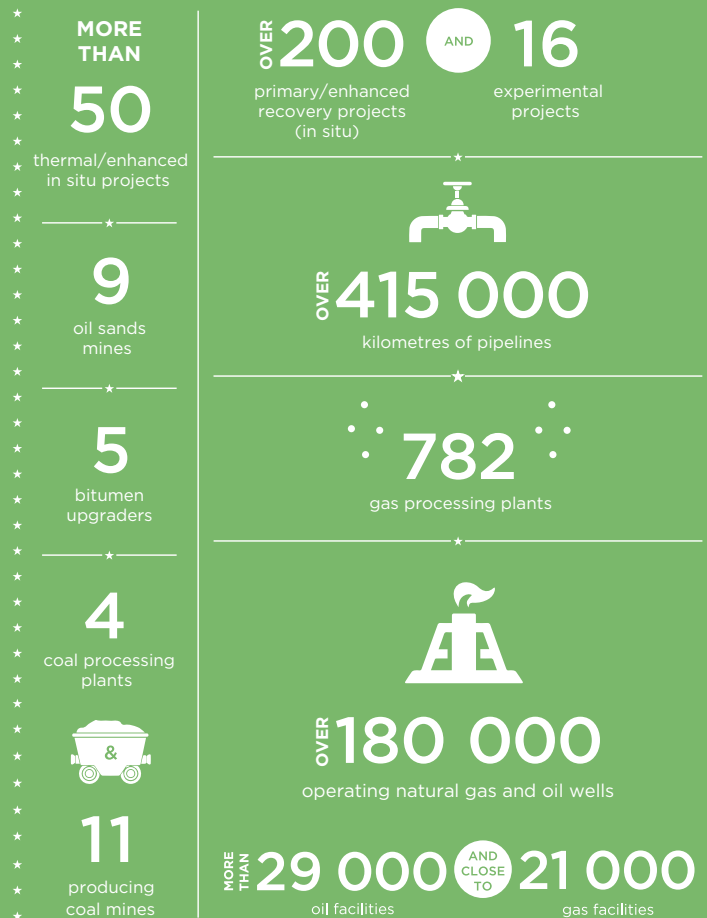 MORE
THAN
50
thermal/enhanced
in situ projects
9
oil sands
mines
5
bitumen
upgraders
4
coal processing
plants
&
11
producing
coal mines
OVER 200 AND 16
primary/enhanced
recovery projects
(in situ)
experimental
projects
OVER 415 000
kilometres of pipelines
782
gas processing plants
OVER 180 000
operating natural gas and oil wells
MORE
THAN
29 000
oil facilities
AND
CLOSE
TO
21 000
gas facilities